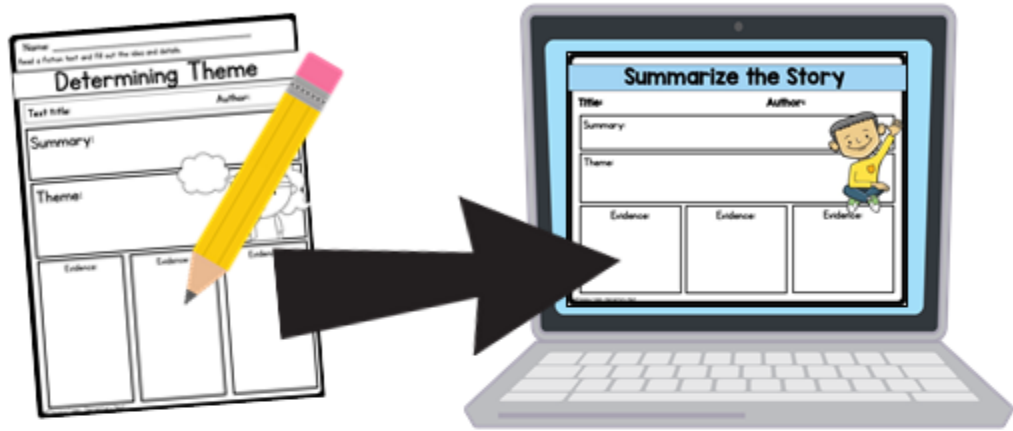 Name:
Read a fiction text and fill out the idea and details.
Determining Theme
Text title: Author:
Summary:
Theme:
Evidence: Evidence: Evidence:
Summarize the Story
Title: Author:
Summary:
Theme:
Evidence: Evidence: Evidence: